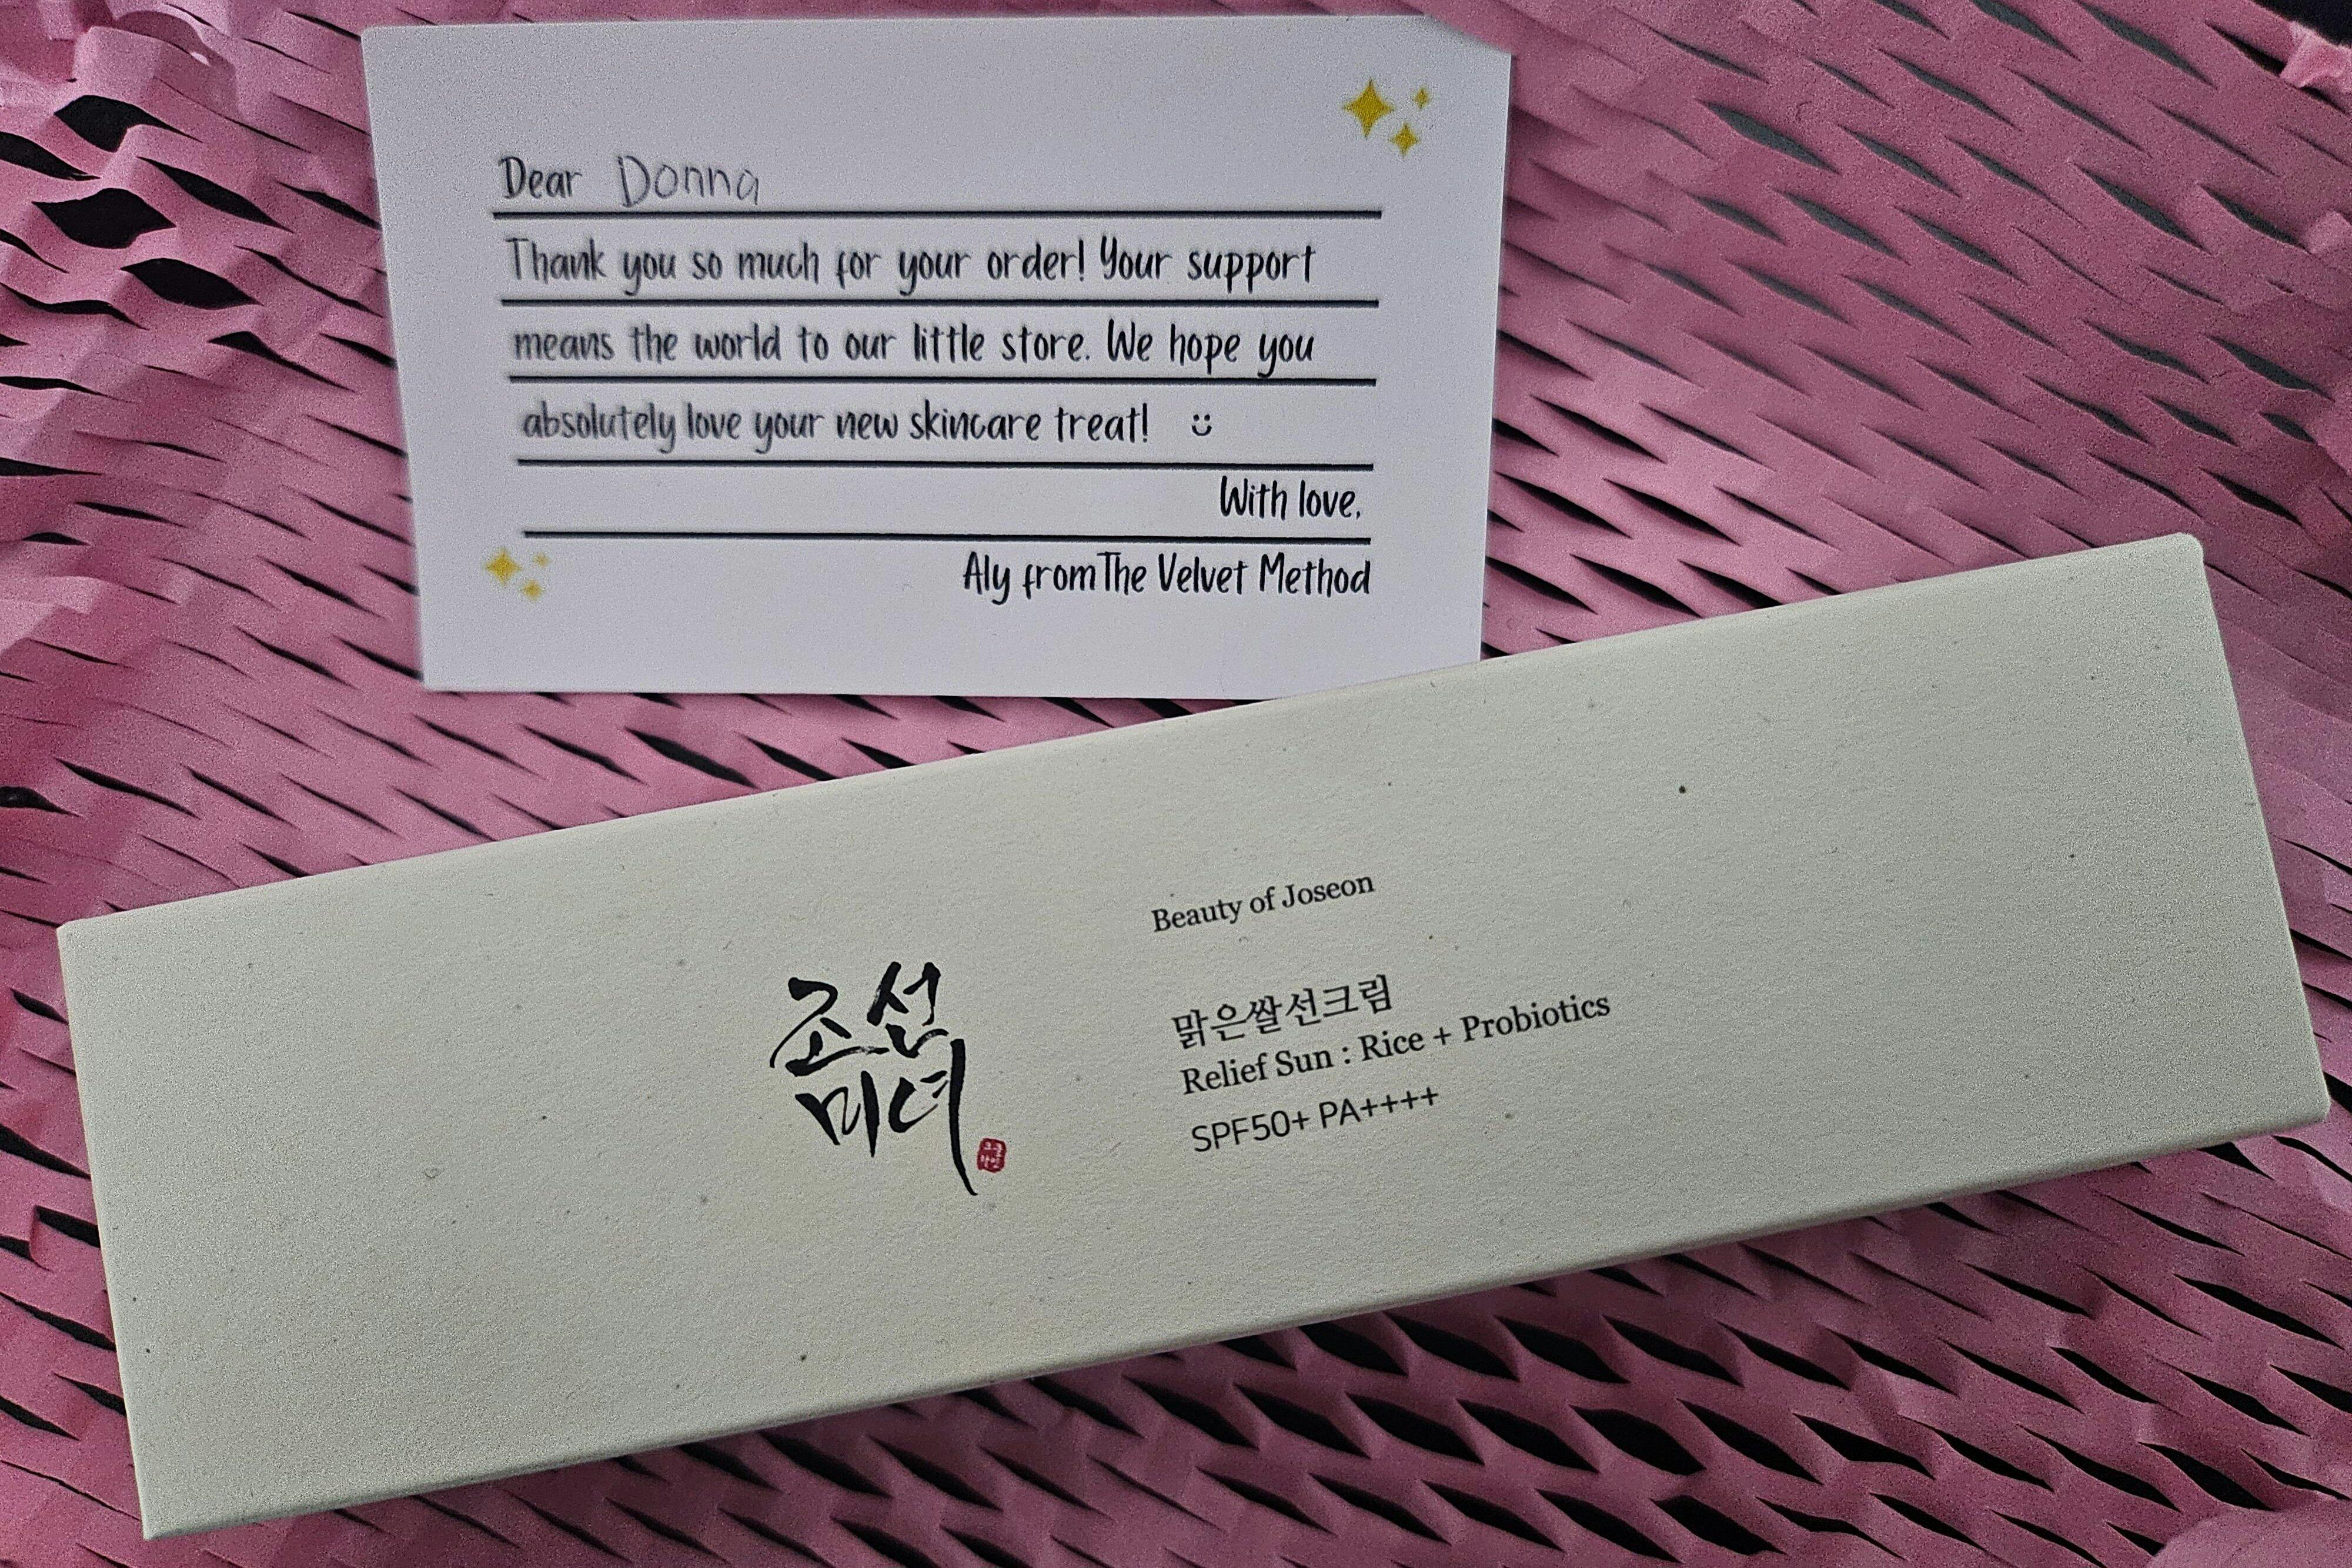 Dear Donna
Thank you so much for your order! Your support
means the world to our little store. We hope you
absolutely love your new skincare treat! :)
With love,
Aly from The Velvet Method
Beauty of Joseon
조선
미녀
맑은쌀선크림
Relief Sun : Rice + Probiotics
SPF50+ PA++++